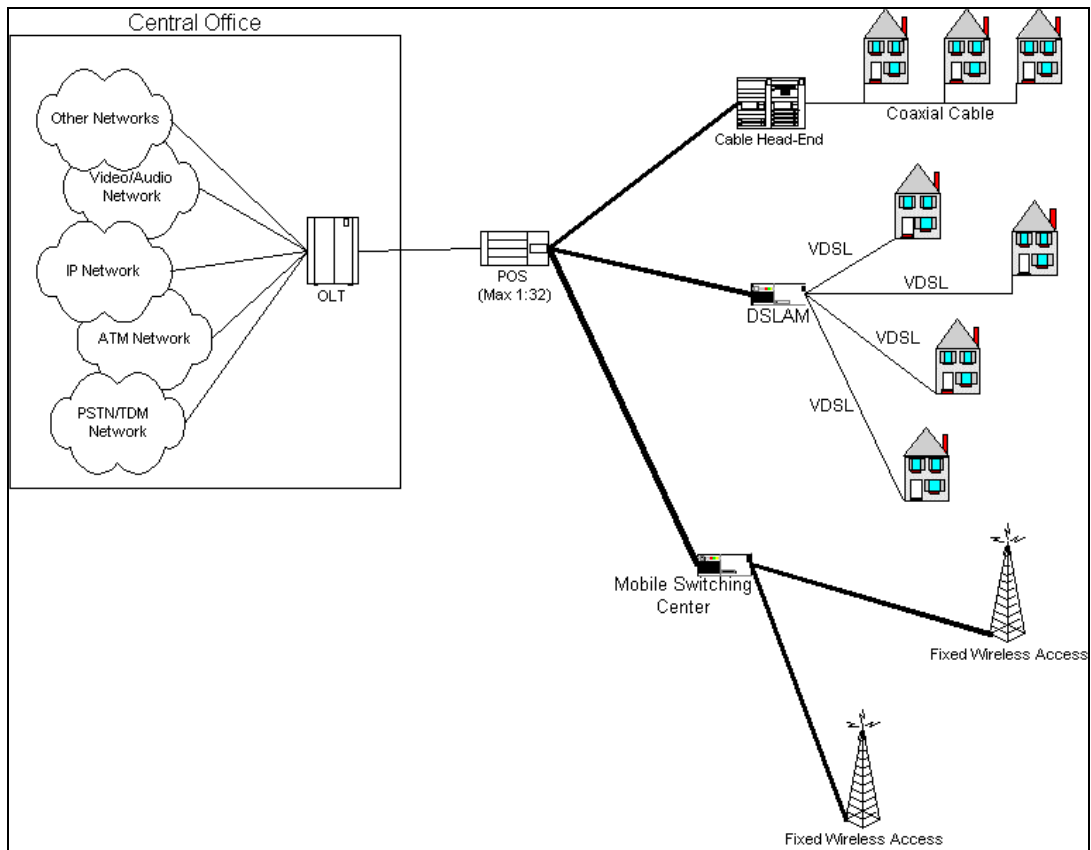 Central Office
Other Networks
Video/Audio
Network
IP Network
ATM Network
PSTN/TDM
Network
OLT
POS
(Max 1:32)
Cable Head-End
Coaxial Cable
DSLAM
VDSL
VDSL
VDSL
VDSL
Mobile Switching
Center
Fixed Wireless Access
Fixed Wireless Access